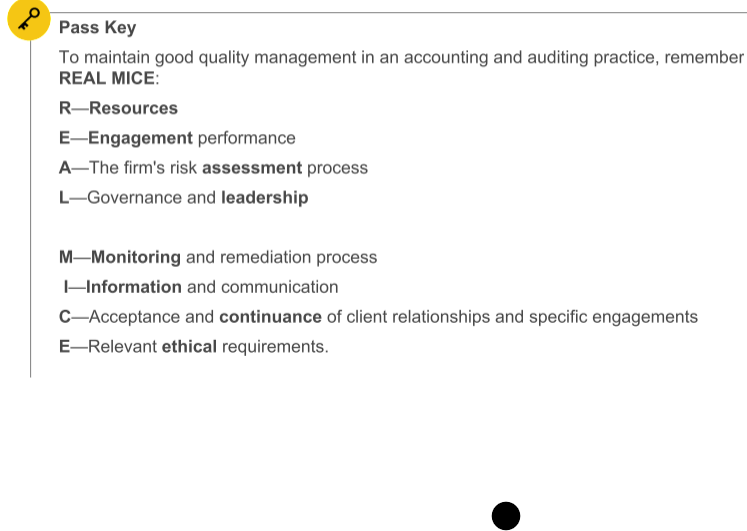 Pass Key
To maintain good quality management in an accounting and auditing practice, remember
REAL MICE:
R—Resources
E—Engagement performance
A—The firm's risk assessment process
L—Governance and leadership
M—Monitoring and remediation process
I—Information and communication
C—Acceptance and continuance of client relationships and specific engagements
E—Relevant ethical requirements.